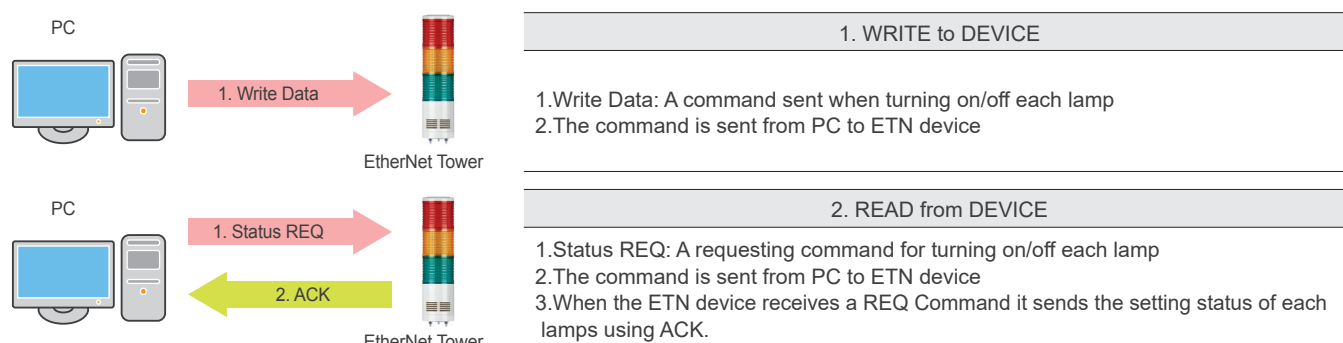 PC
1. Write Data
EtherNet Tower
1. WRITE to DEVICE
1.Write Data: A command sent when turning on/off each lamp
2.The command is sent from PC to ETN device
PC
1. Status REQ
2. ACK
EtherNet Tower
2. READ from DEVICE
1.Status REQ: A requesting command for turning on/off each lamp
2.The command is sent from PC to ETN device
3.When the ETN device receives a REQ Command it sends the setting status of each
lamps using ACK.